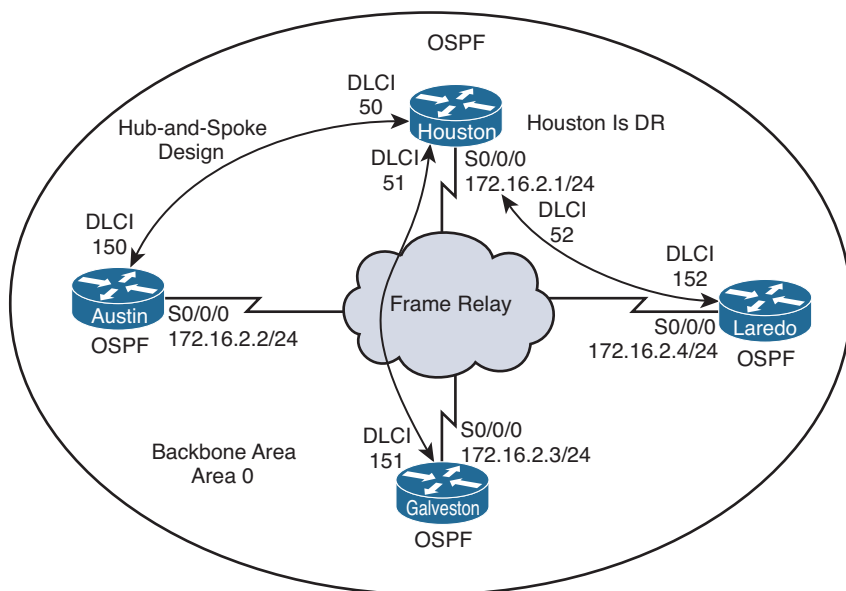 OSPF
DLCI
50
Hub-and-Spoke
Design
Houston
Houston Is DR
DLCI
51
S0/0/0
172.16.2.1/24
DLCI
52
DLCI
150
DLCI
152
Austin
S0/0/0
172.16.2.2/24
OSPF
Frame Relay
Laredo
S0/0/0
172.16.2.4/24
OSPF
Backbone Area
Area 0
DLCI
151
S0/0/0
172.16.2.3/24
Galveston
OSPF